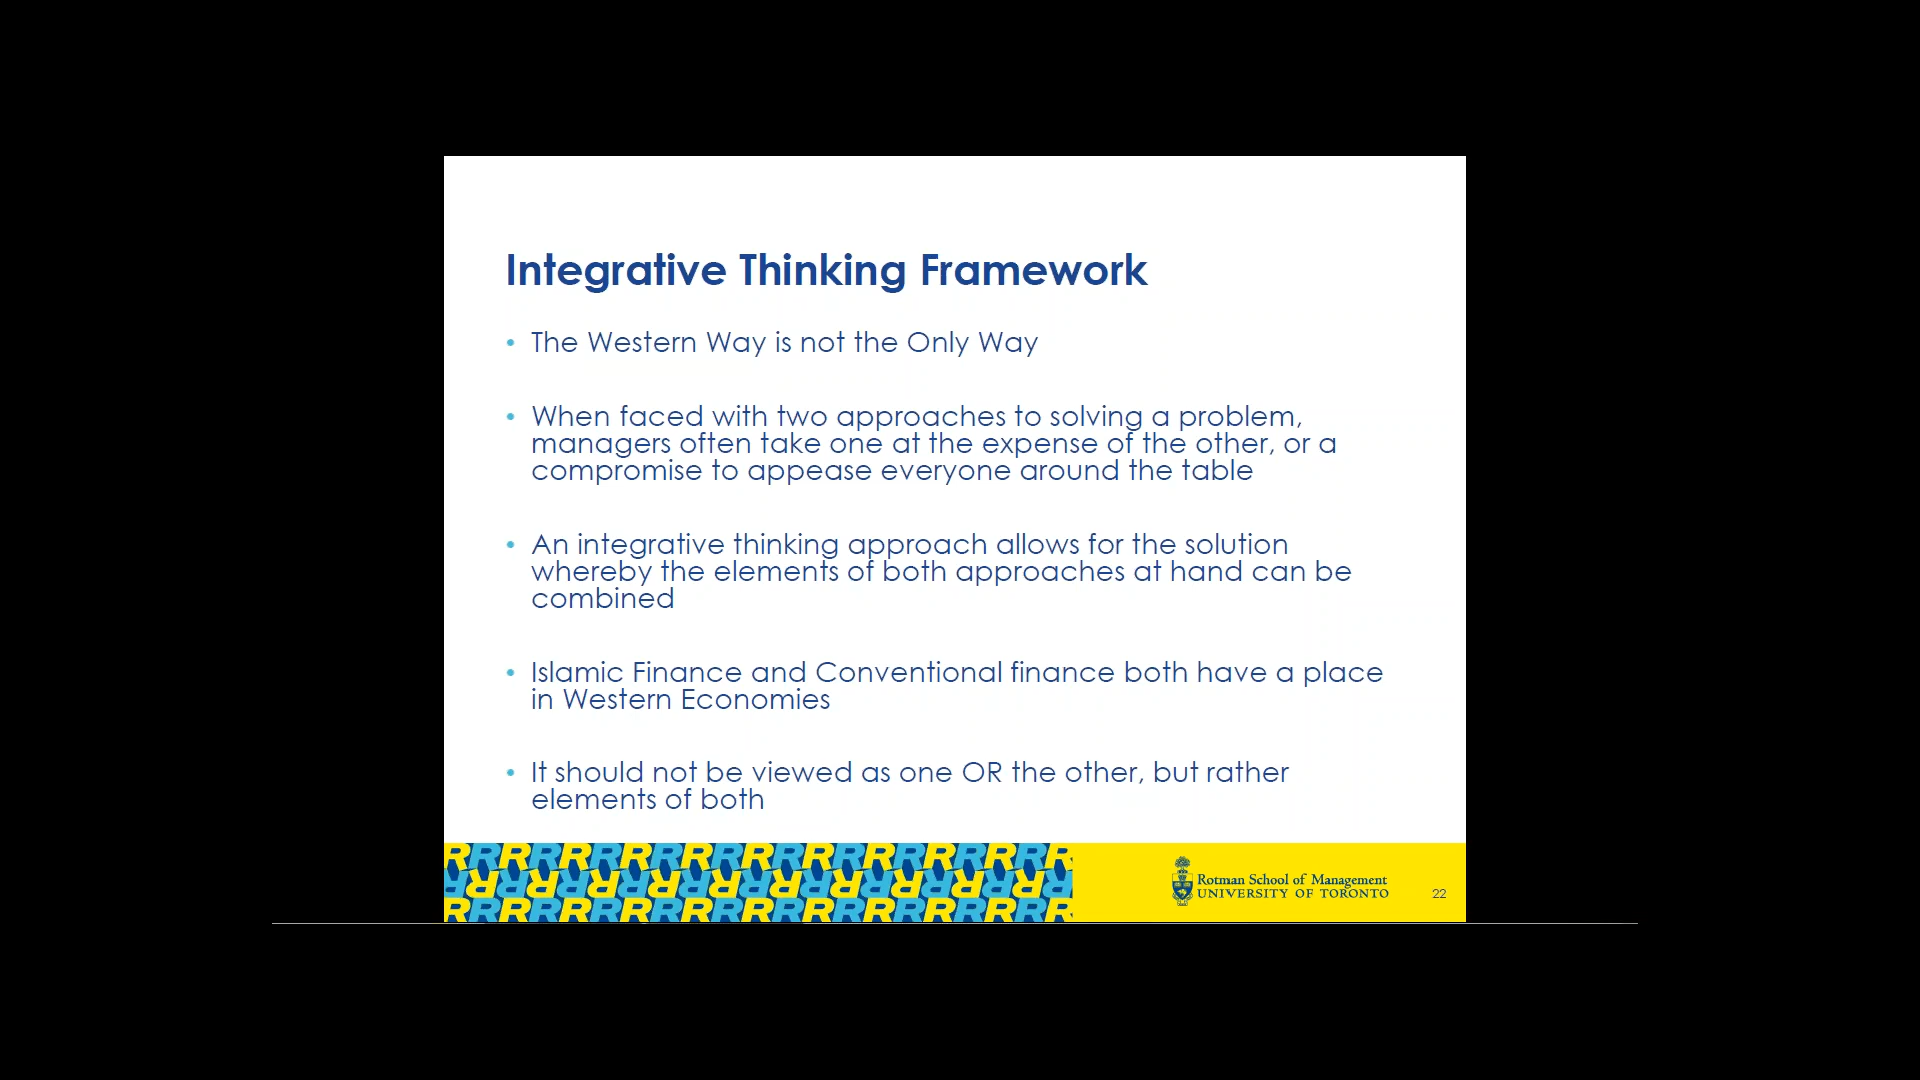 Integrative Thinking Framework
• The Western Way is not the Only Way
• When faced with two approaches to solving a problem,
managers often take one at the expense of the other, or a
compromise to appease everyone around the table
• An integrative thinking approach allows for the solution
whereby the elements of both approaches at hand can be
combined
• Islamic Finance and Conventional finance both have a place
in Western Economies
• It should not be viewed as one OR the other, but rather
elements of both
Rotman School of Management
UNIVERSITY OF TORONTO
22